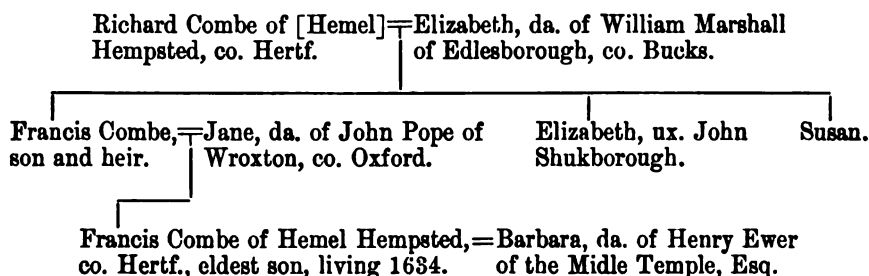 Richard Combe of [Hemel]=Elizabeth, da. of William Marshall
Hempsted, co. Hertf. of Edlesborough, co. Bucks.
Francis Combe,=Jane, da. of John Pope of
son and heir. Wroxton, co. Oxford.
Elizabeth, ux. John
Shukborough.
Susan.
Francis Combe of Hemel Hempsted,=Barbara, da. of Henry Ewer
co. Hertf., eldest son, living 1634. of the Midle Temple, Esq.